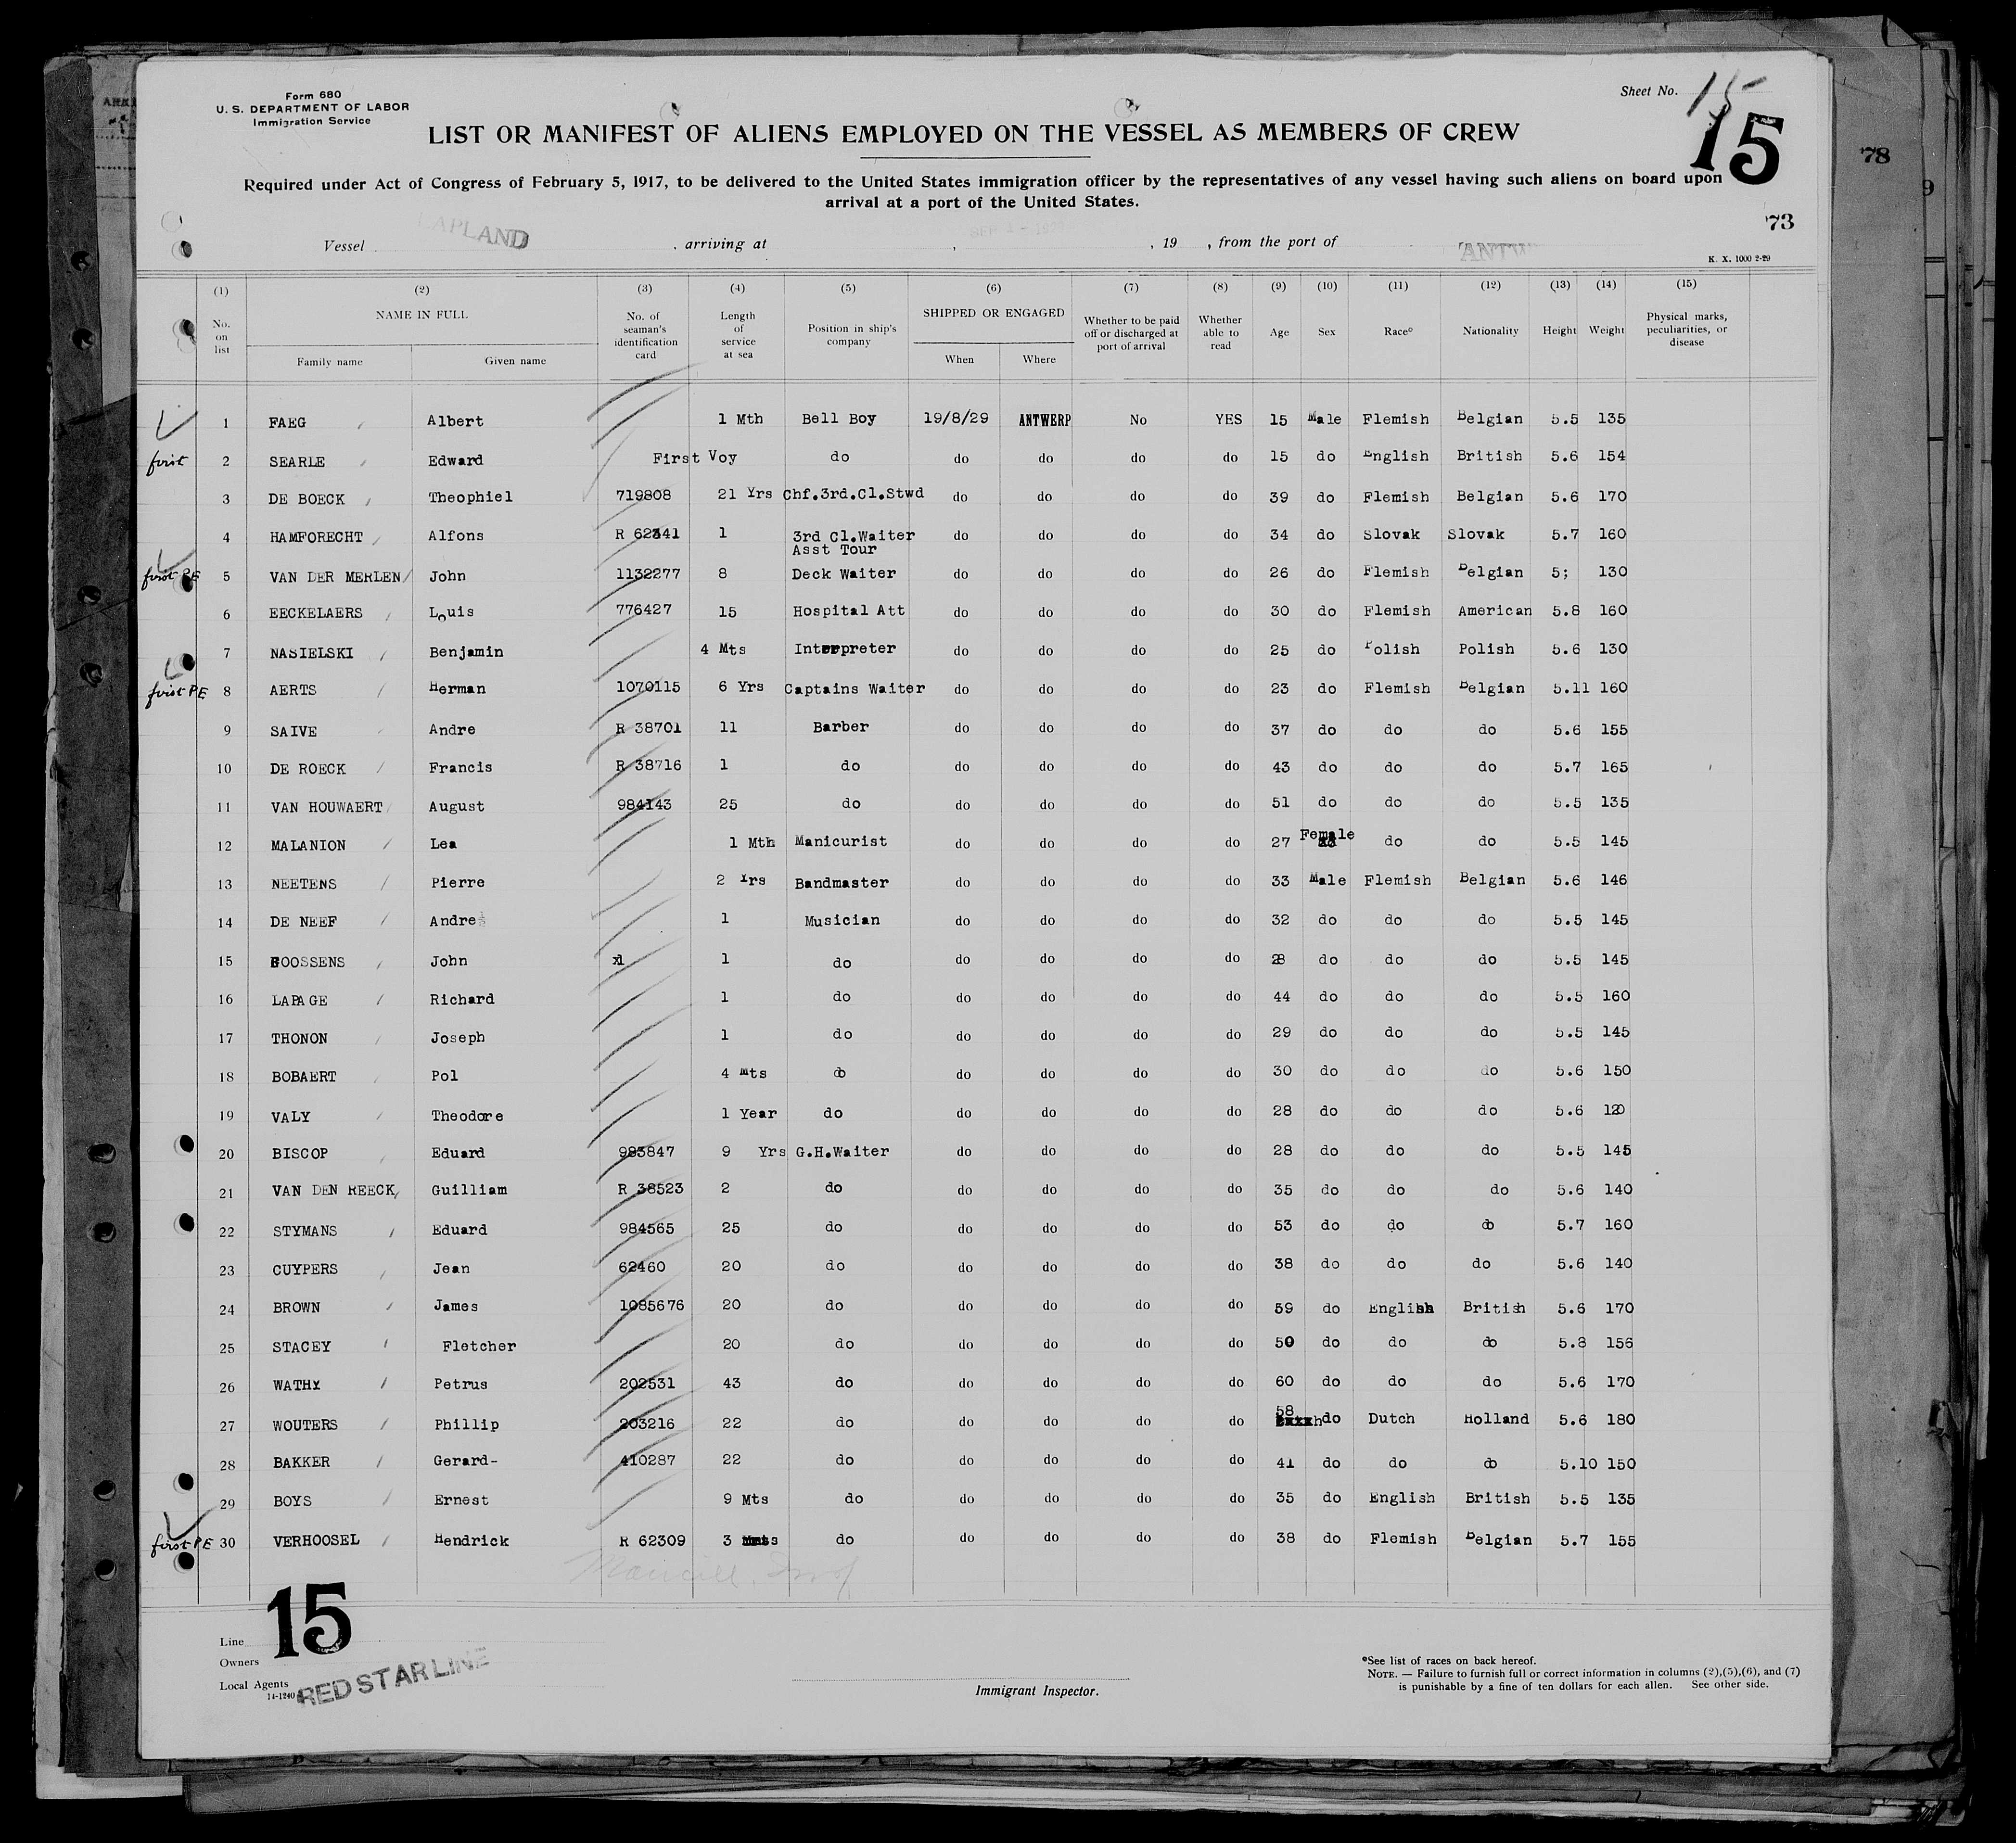 Form 680
U. S. DEPARTMENT OF LABOR
Immigration Service
Sheet No. 15
15
LIST OR MANIFEST OF ALIENS EMPLOYED ON THE VESSEL AS MEMBERS OF CREW
Required under Act of Congress of February 5, 1917, to be delivered to the United States immigration officer by the representatives of any vessel having such aliens on board upon
arrival at a port of the United States.
78
9
73
Vessel LAPLAND , arriving at , , 19 , from the port of
K. X. 1000 2-29
(1) (2) (3) (4) (5) (6) (7) (8) (9) (10) (11) (12) (13) (14) (15)
No. on list NAME IN FULL Family name Given name No. of seaman's identification card Length of service at sea Position in ship's company SHIPPED OR ENGAGED When Where Whether to be paid off or discharged at port of arrival Whether able to read Age Sex Race* Nationality Height Weight Physical marks, peculiarities, or disease
1 FAEG Albert 1 Mth Bell Boy 19/8/29 ANTWERP No YES 15 Male Flemish Belgian 5.5 135
first 2 SEARLE Edward First Voy do do do do do 15 do English British 5.6 154
3 DE BOECK Theophiel 719808 21 Yrs Chf.3rd.Cl.Stwd do do do do 39 do Flemish Belgian 5.6 170
4 HAMFORECHT Alfons R 62341 1 3rd Cl.Waiter do do do do 34 do Slovak Slovak 5.7 160
Asst Tour
first PE 5 VAN DER MERLEN John 1132277 8 Deck Waiter do do do do 26 do Flemish Belgian 5; 130
6 EECKELAERS Louis 776427 15 Hospital Att do do do do 30 do Flemish American 5.8 160
7 NASIELSKI Benjamin 4 Mts Interpreter do do do do 25 do Polish Polish 5.6 130
first PE 8 AERTS Herman 1070115 6 Yrs Captains Waiter do do do do 23 do Flemish Belgian 5.11 160
9 SAIVE Andre R 38701 11 Barber do do do do 37 do do do 5.6 155
10 DE ROECK Francis R 38716 1 do do do do do 43 do do do 5.7 165
11 VAN HOUWAERT August 984143 25 do do do do do 51 do do do 5.5 135
12 MALANION Lea 1 Mth Manicurist do do do do 27 Female do do 5.5 145
13 NEETENS Pierre 2 Yrs Bandmaster do do do do 33 Male Flemish Belgian 5.6 146
14 DE NEEF Andre 1 Musician do do do do 32 do do do 5.5 145
15 GOOSSENS John 1 do do do do do 28 do do do 5.5 145
16 LAPAGE Richard 1 do do do do do 44 do do do 5.5 160
17 THONON Joseph 1 do do do do do 29 do do do 5.5 145
18 BOBAERT Pol 4 Mts do do do do do 30 do do do 5.6 150
19 VALY Theodore 1 Year do do do do do 28 do do do 5.6 120
20 BISCOP Eduard 983847 9 Yrs G.H.Waiter do do do do 28 do do do 5.5 145
21 VAN DEN REECK Guilliam R 38523 2 do do do do do 35 do do do 5.6 140
22 STYMANS Eduard 984565 25 do do do do do 53 do do do 5.7 160
23 CUYPERS Jean 62460 20 do do do do do 38 do do do 5.6 140
24 BROWN James 1085676 20 do do do do do 59 do English British 5.6 170
25 STACEY Fletcher 20 do do do do do 50 do do do 5.8 156
26 WATHY Petrus 202531 43 do do do do do 60 do do do 5.6 170
27 WOUTERS Phillip 203216 22 do do do do do 58 do Dutch Holland 5.6 180
28 BAKKER Gerard- 410287 22 do do do do do 41 do do do 5.10 150
29 BOYS Ernest 9 Mts do do do do do 35 do English British 5.5 135
first PE 30 VERHOOSEL Hendrick R 62309 3 do do do do do 38 do Flemish Belgian 5.7 155
15
Line
Owners
Local Agents RED STAR LINE
14-1240
Immigrant Inspector.
*See list of races on back hereof.
NOTE. — Failure to furnish full or correct information in columns (2),(5),(6), and (7)
is punishable by a fine of ten dollars for each allen. See other side.